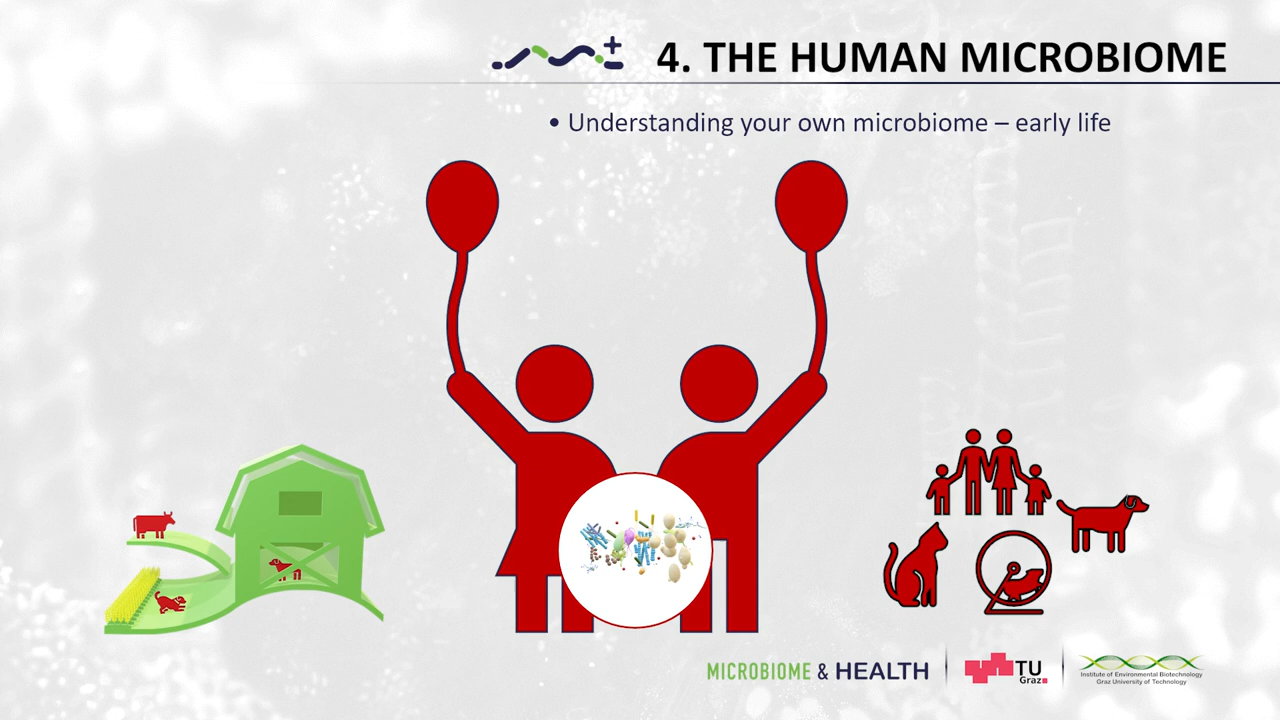 4. THE HUMAN MICROBIOME
• Understanding your own microbiome – early life
MICROBIOME & HEALTH
TU
Graz
Institute of Environmental Biotechnology
Graz University of Technology